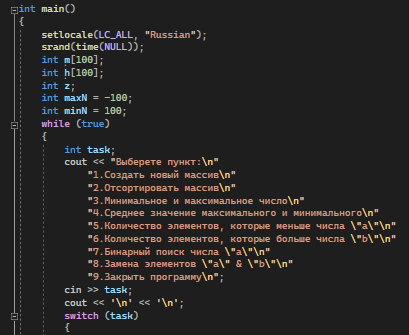 int main()
{
setlocale(LC_ALL, "Russian");
srand(time(NULL));
int m[100];
int h[100];
int z;
int maxN = -100;
int minN = 100;
while (true)
{
int task;
cout << "Выберете пункт:\n"
"1.Создать новый массив\n"
"2.Отсортировать массив\n"
"3.Минимальное и максимальное число\n"
"4.Среднее значение максимального и минимального\n"
"5.Количество элементов, которые меньше числа \"a\"\n"
"6.Количество элементов, которые больше числа \"b\"\n"
"7.Бинарный поиск числа \"a\"\n"
"8.Замена элементов \"a\" & \"b\"\n"
"9.Закрыть программу\n";
cin >> task;
cout << '\n' << '\n';
switch (task)
{